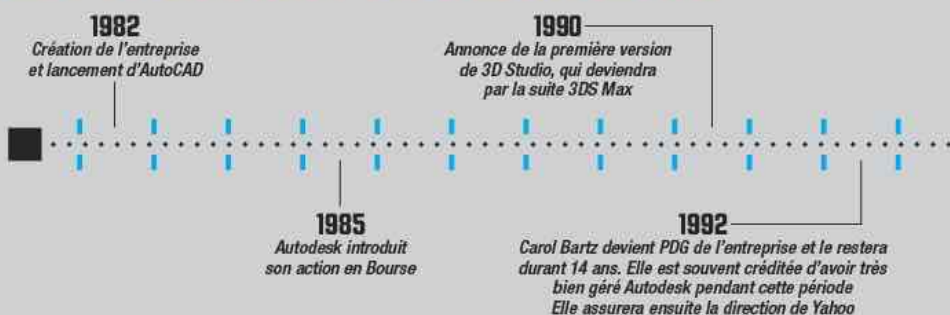 1982
Création de l'entreprise
et lancement d'AutoCAD
1990
Annonce de la première version
de 3D Studio, qui deviendra
par la suite 3DS Max
1985
Autodesk introduit
son action en Bourse
1992
Carol Bartz devient PDG de l'entreprise et le restera
durant 14 ans. Elle est souvent créditée d'avoir très
bien géré Autodesk pendant cette période
Elle assurera ensuite la direction de Yahoo